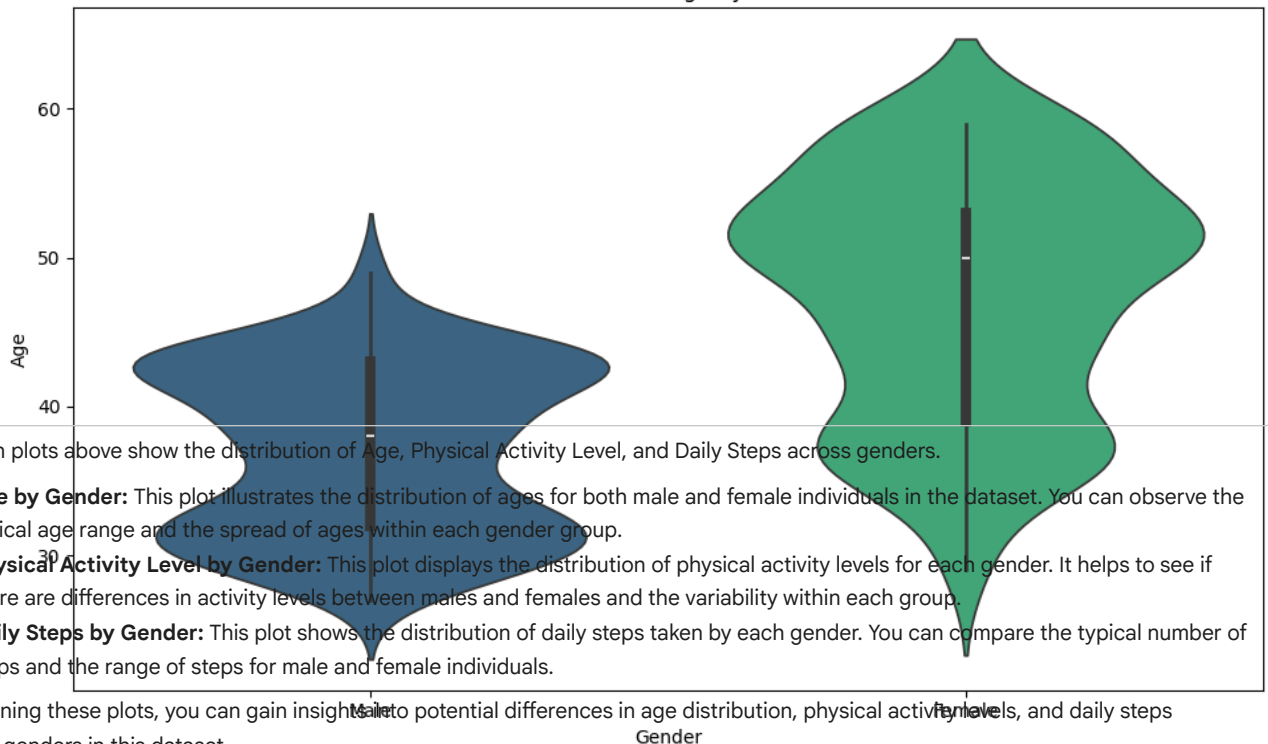 60
50
40
30
Age
n plots above show the distribution of Age, Physical Activity Level, and Daily Steps across genders.
e by Gender: This plot illustrates the distribution of ages for both male and female individuals in the dataset. You can observe the
ical age range and the spread of ages within each gender group.
ysical Activity Level by Gender: This plot displays the distribution of physical activity levels for each gender. It helps to see if
re are differences in activity levels between males and females and the variability within each group.
ily Steps by Gender: This plot shows the distribution of daily steps taken by each gender. You can compare the typical number of
ps and the range of steps for male and female individuals.
Male
Female
ning these plots, you can gain insights into potential differences in age distribution, physical activity levels, and daily steps
genders in this dataset.
Gender